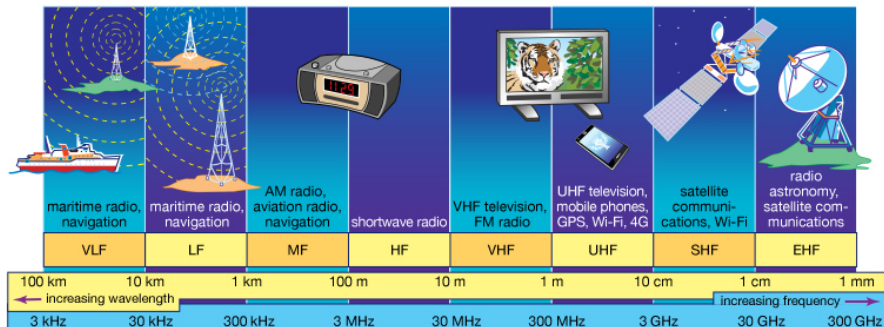 11:29
maritime radio,
navigation
maritime radio,
navigation
AM radio,
aviation radio,
navigation
shortwave radio
VHF television,
FM radio
UHF television,
mobile phones,
GPS, Wi-Fi, 4G
satellite
communi-
cations, Wi-Fi
radio
astronomy,
satellite com-
munications
VLF LF MF HF VHF UHF SHF EHF
100 km 10 km 1 km 100 m 10 m 1 m 10 cm 1 cm 1 mm
increasing wavelength increasing frequency
3 kHz 30 kHz 300 kHz 3 MHz 30 MHz 300 MHz 3 GHz 30 GHz 300 GHz